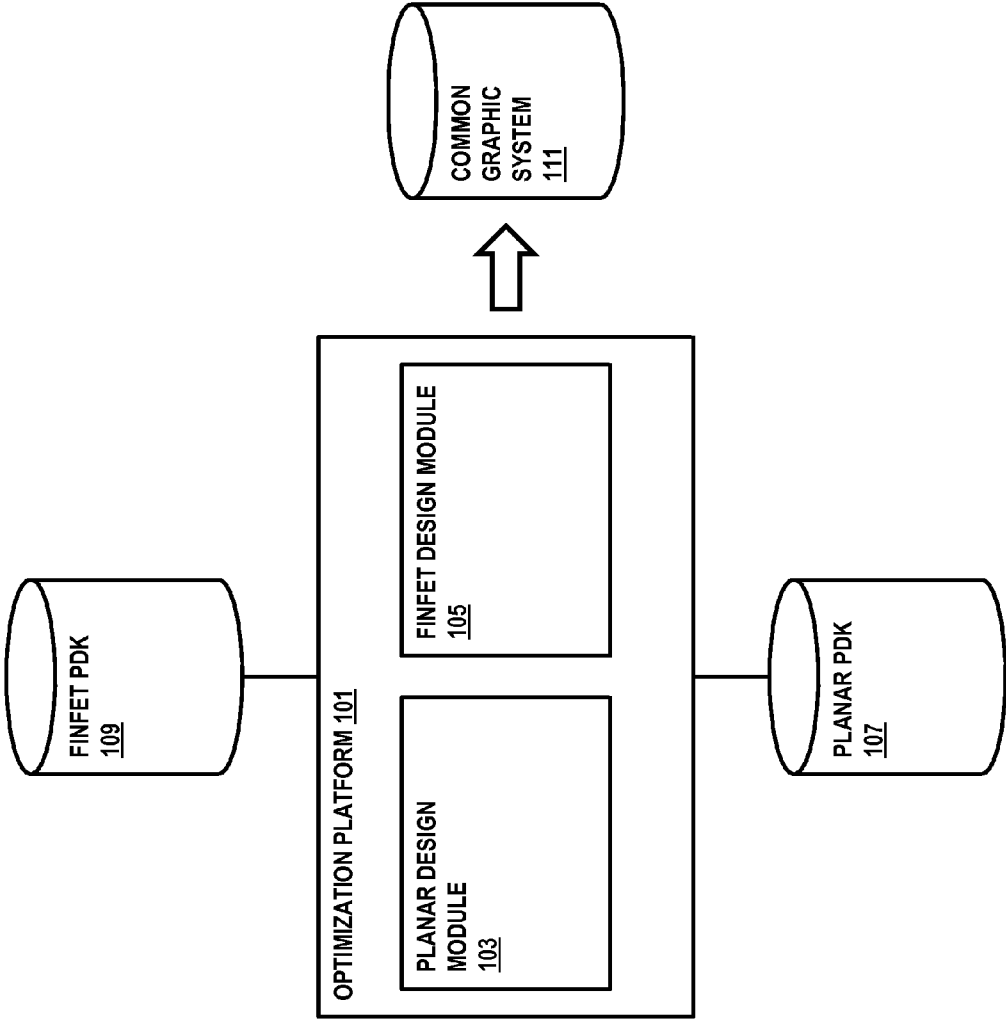 FINFET PDK
109
OPTIMIZATION PLATFORM 101
PLANAR DESIGN
MODULE
103
FINFET DESIGN MODULE
105
COMMON
GRAPHIC
SYSTEM
111
PLANAR PDK
107